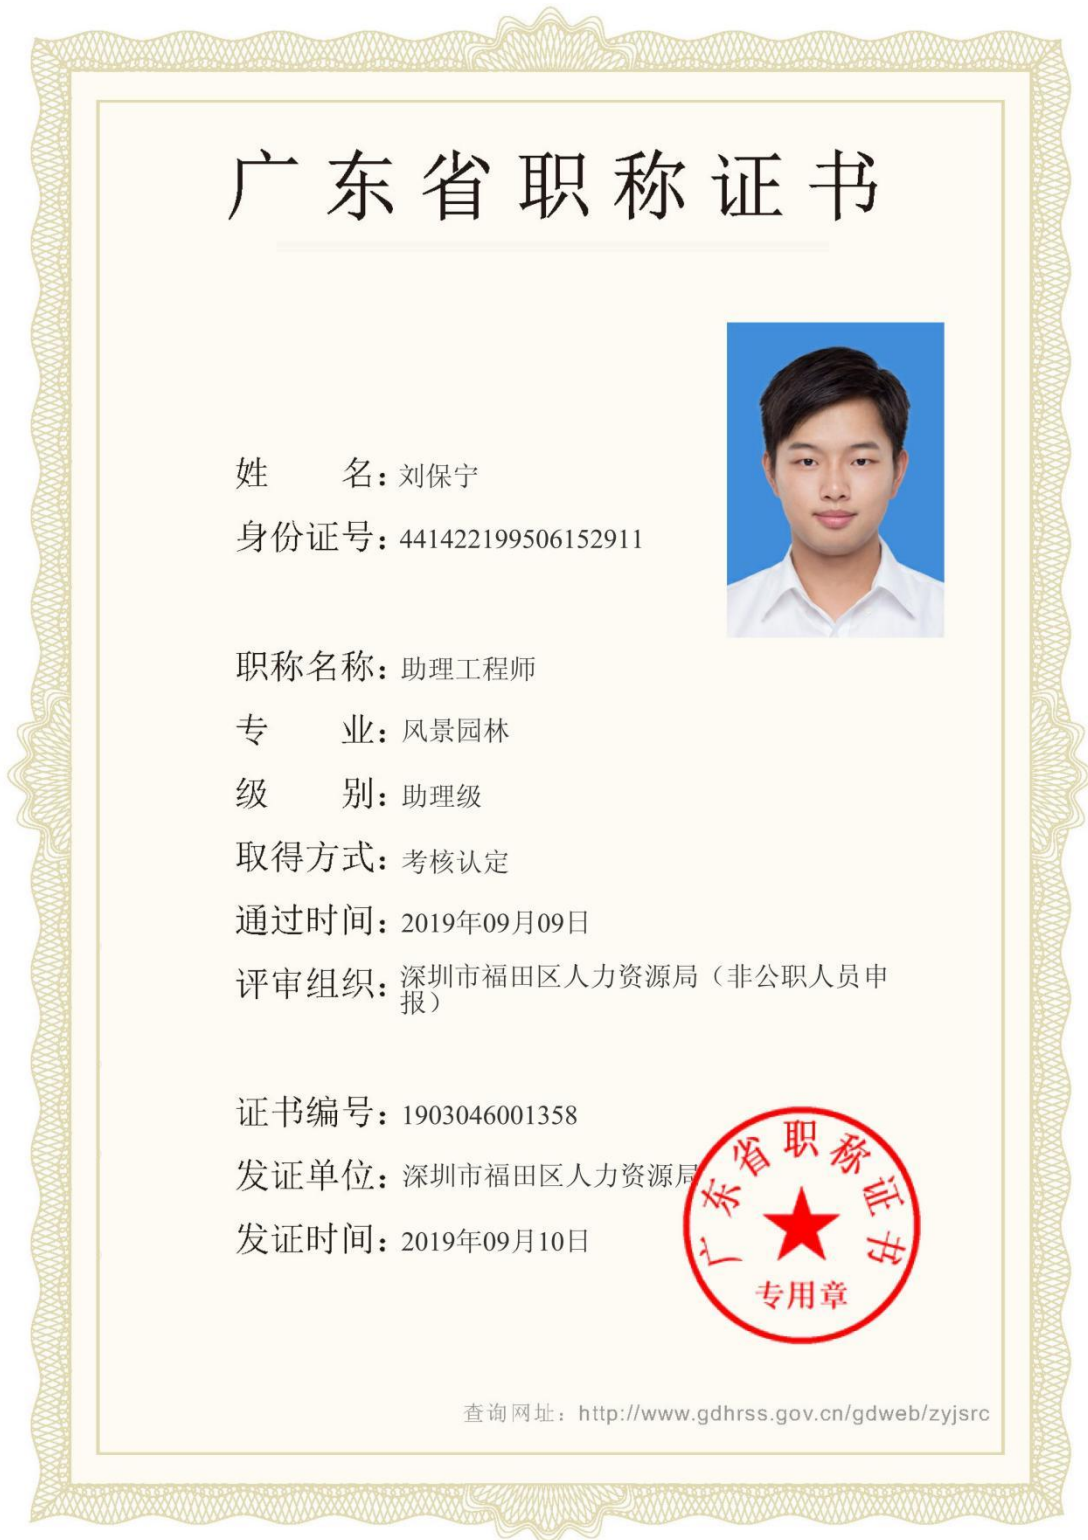 广东省职称证书
姓 名：刘保宁
身份证号：441422199506152911
职称名称：助理工程师
专 业：风景园林
级 别：助理级
取得方式：考核认定
通过时间：2019年09月09日
评审组织：深圳市福田区人力资源局（非公职人员申
报）
证书编号：1903046001358
发证单位：深圳市福田区人力资源局
发证时间：2019年09月10日
广东省职称证书
专用章
查询网址：http://www.gdhrss.gov.cn/gdweb/zyjsrc